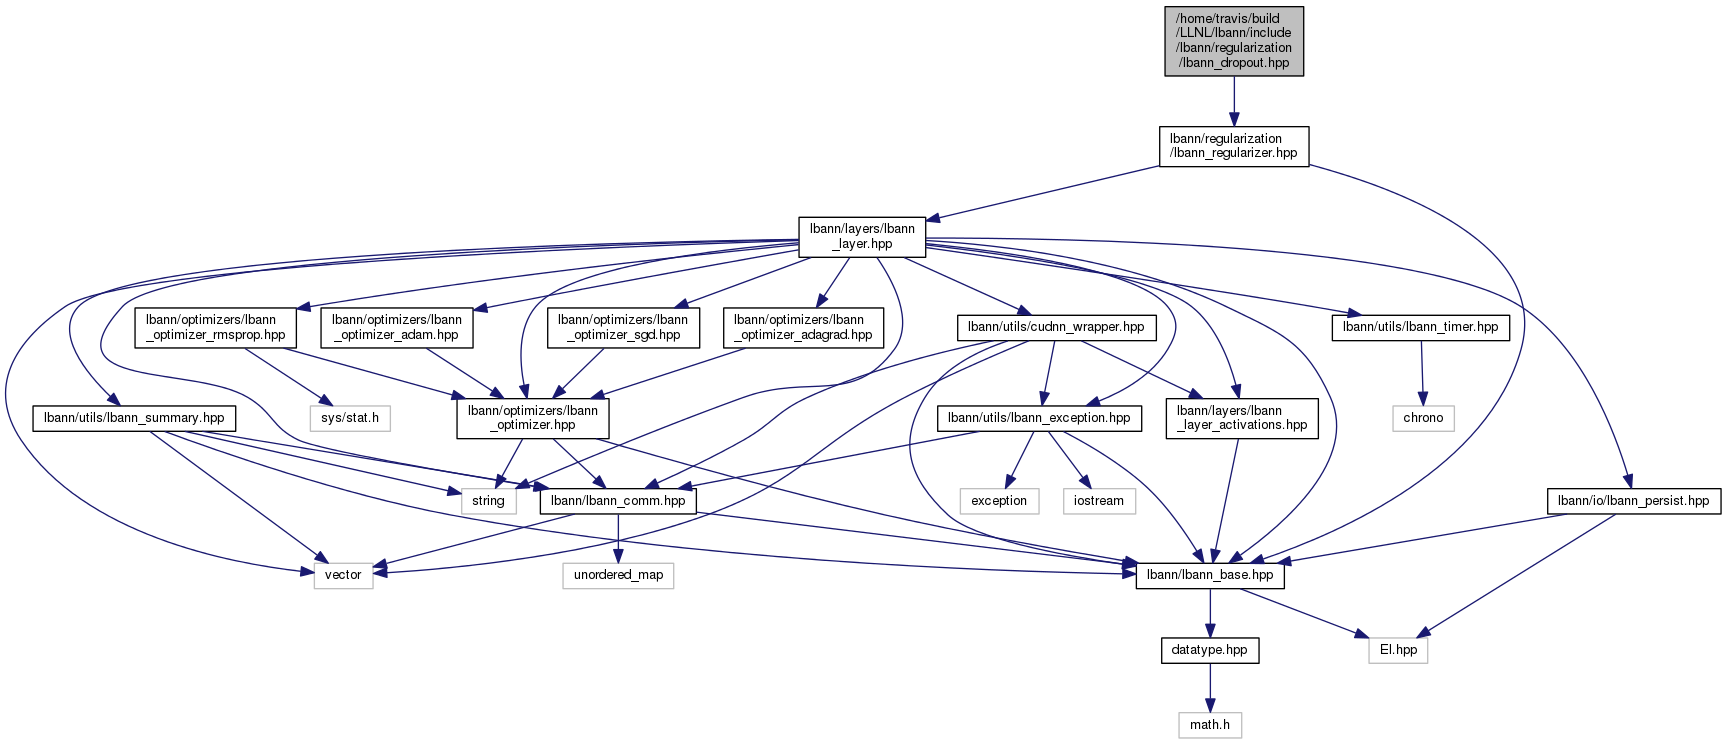 /home/travis/build
/LLNL/lbann/include
/lbann/regularization
/lbann_dropout.hpp
lbann/regularization
/lbann_regularizer.hpp
lbann/layers/lbann
_layer.hpp
lbann/optimizers/lbann
_optimizer_rmsprop.hpp
lbann/optimizers/lbann
_optimizer_adam.hpp
lbann/optimizers/lbann
_optimizer_sgd.hpp
lbann/optimizers/lbann
_optimizer_adagrad.hpp
lbann/utils/cudnn_wrapper.hpp
lbann/utils/lbann_timer.hpp
lbann/utils/lbann_summary.hpp
sys/stat.h
lbann/optimizers/lbann
_optimizer.hpp
lbann/utils/lbann_exception.hpp
lbann/layers/lbann
_layer_activations.hpp
chrono
string
lbann/lbann_comm.hpp
exception
iostream
lbann/io/lbann_persist.hpp
vector
unordered_map
lbann/lbann_base.hpp
datatype.hpp
El.hpp
math.h